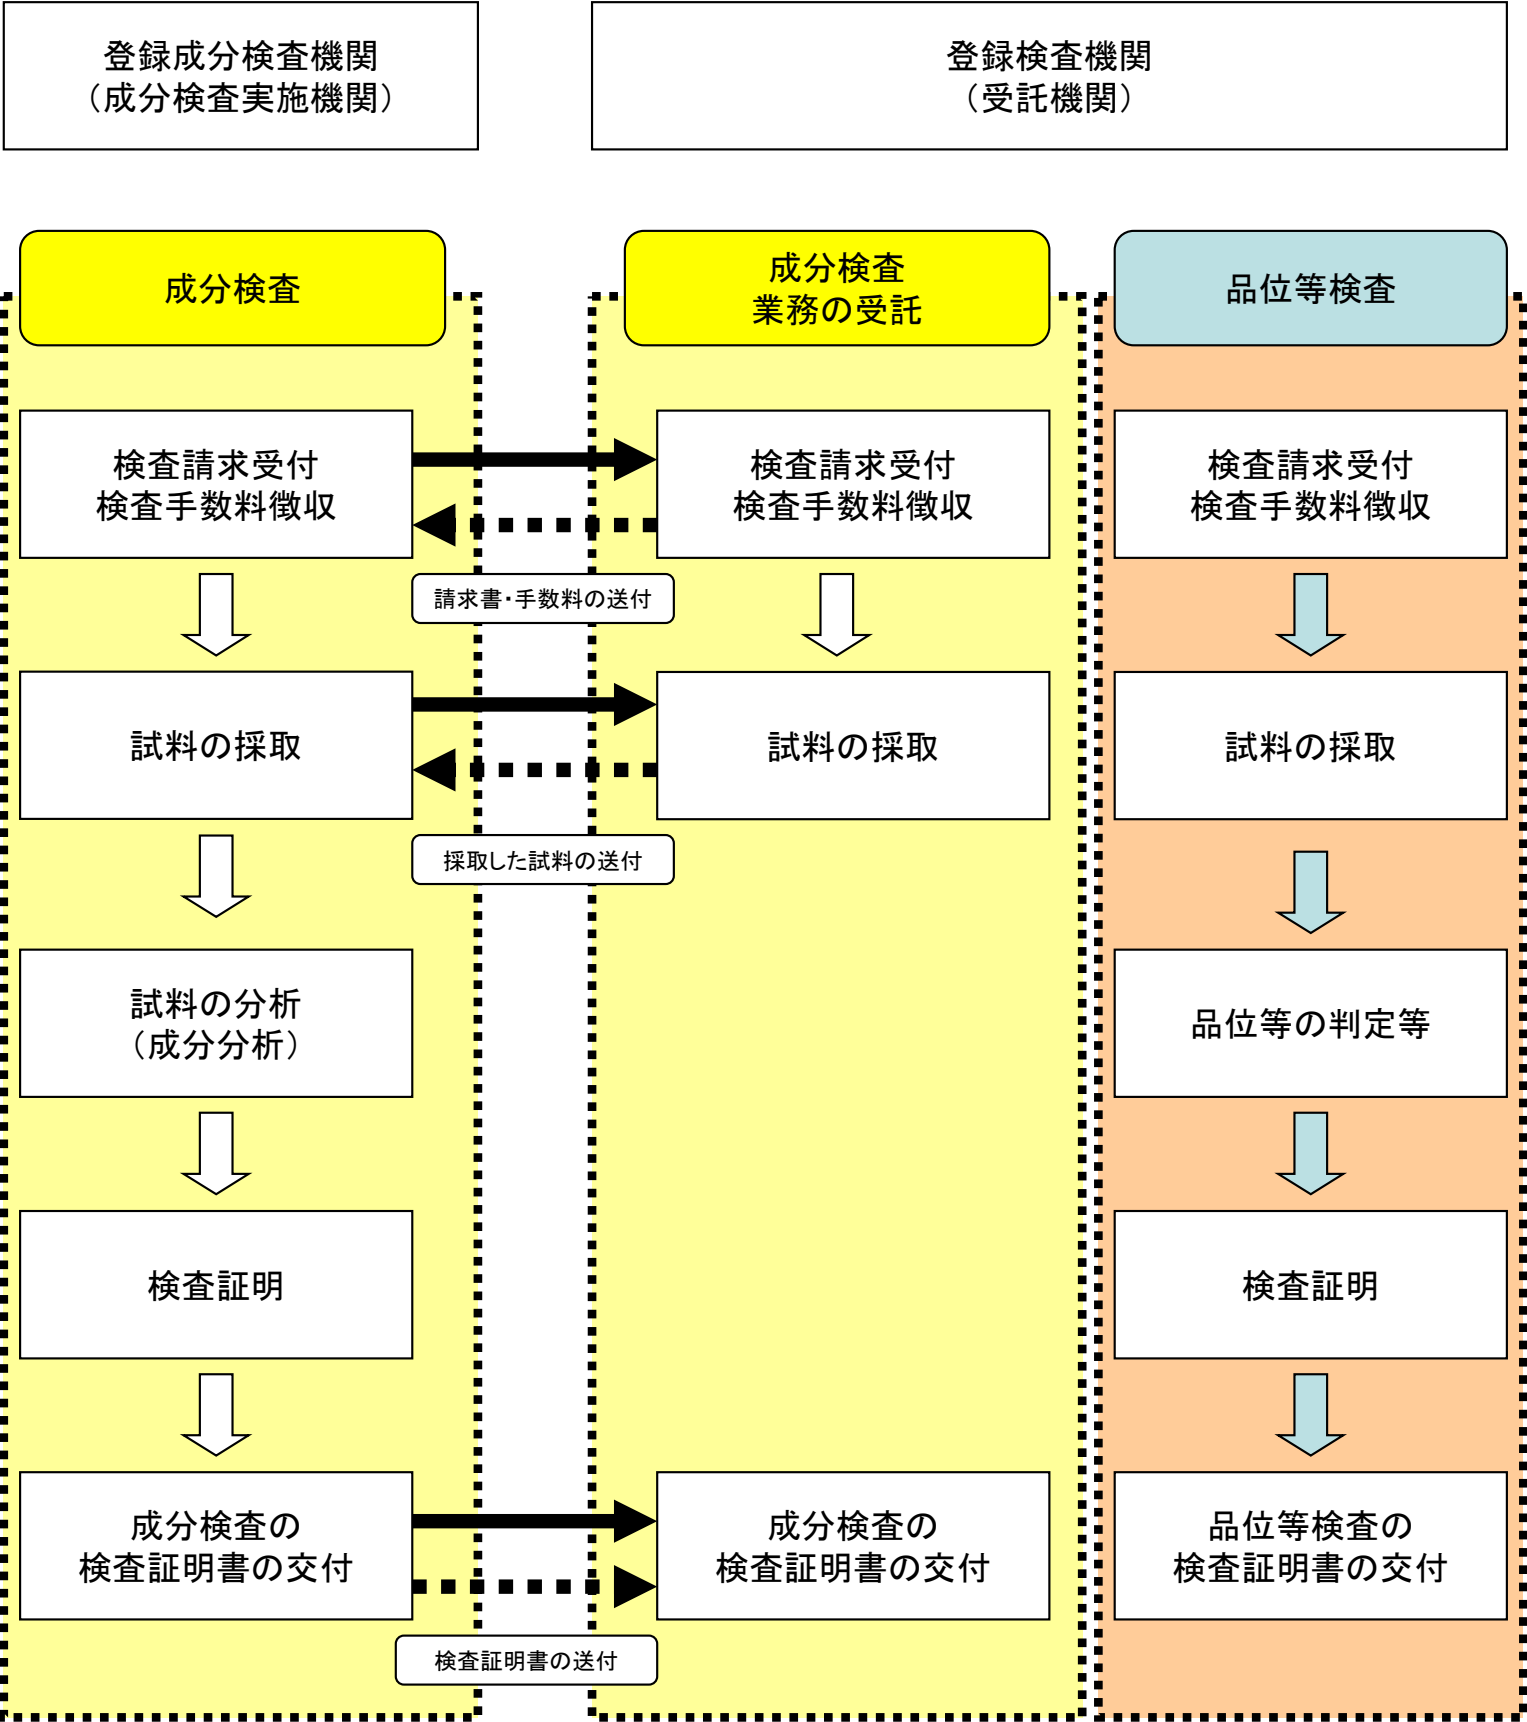 登録成分検査機関
（成分検査実施機関）
登録検査機関
（受託機関）
成分検査
成分検査
業務の受託
品位等検査
検査請求受付
検査手数料徴収
検査請求受付
検査手数料徴収
検査請求受付
検査手数料徴収
請求書・手数料の送付
試料の採取
試料の採取
試料の採取
採取した試料の送付
試料の分析
（成分分析）
品位等の判定等
検査証明
検査証明
成分検査の
検査証明書の交付
成分検査の
検査証明書の交付
品位等検査の
検査証明書の交付
検査証明書の送付